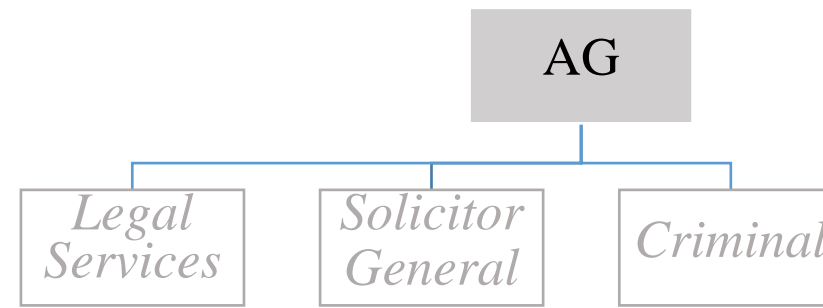 AG
Legal
Services
Solicitor
General
Criminal